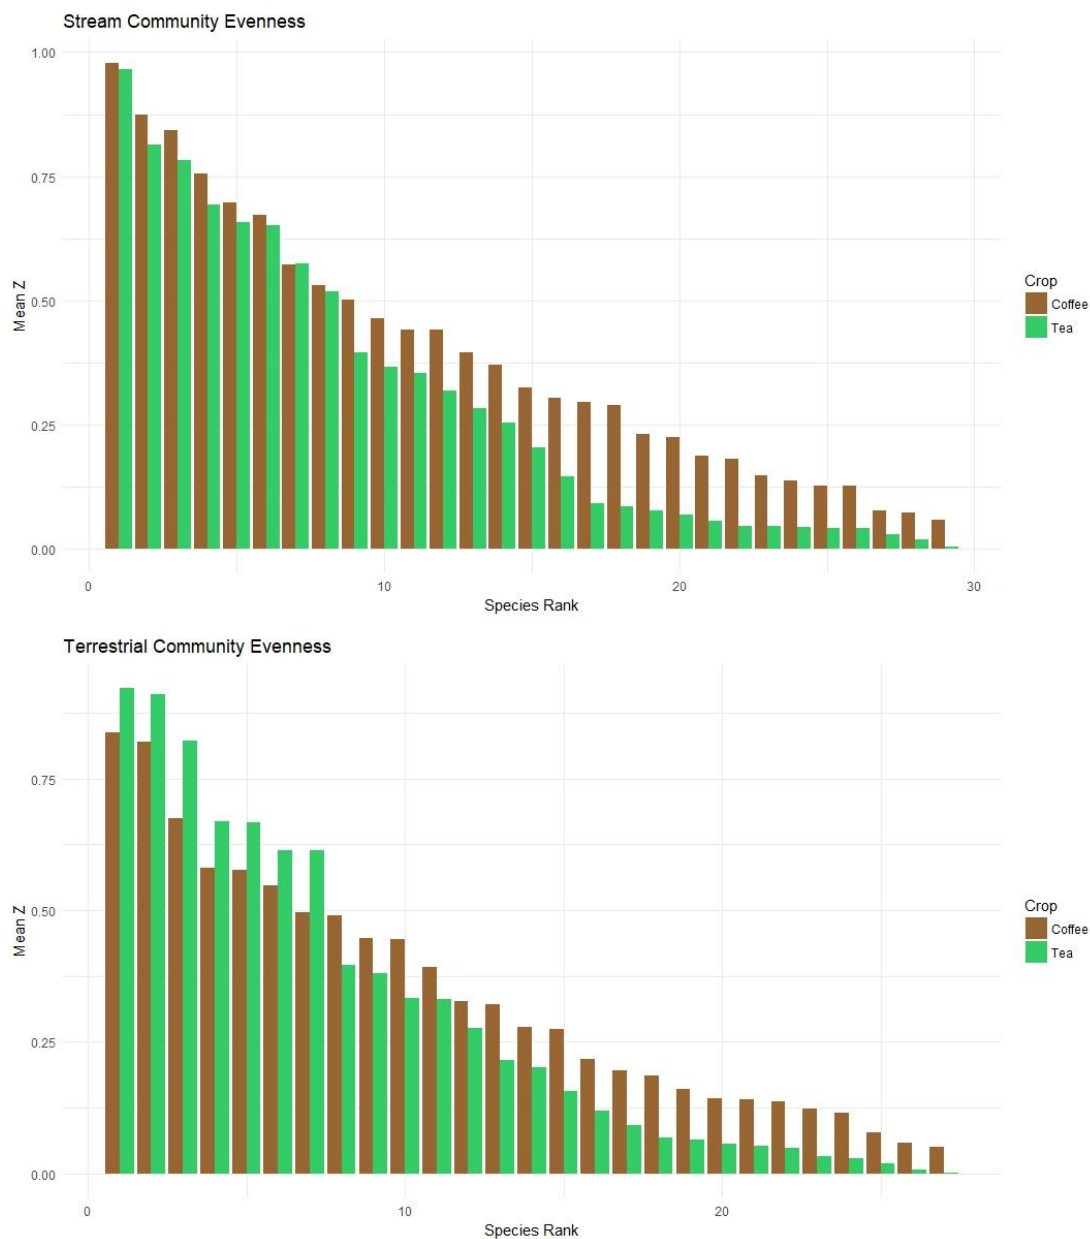 Stream Community Evenness
1.00
0.75
0.50
0.25
0.00
Mean Z
0 10 20 30
Species Rank
Crop
Coffee
Tea
Terrestrial Community Evenness
0.75
0.50
0.25
0.00
Mean Z
0 10 20
Species Rank
Crop
Coffee
Tea